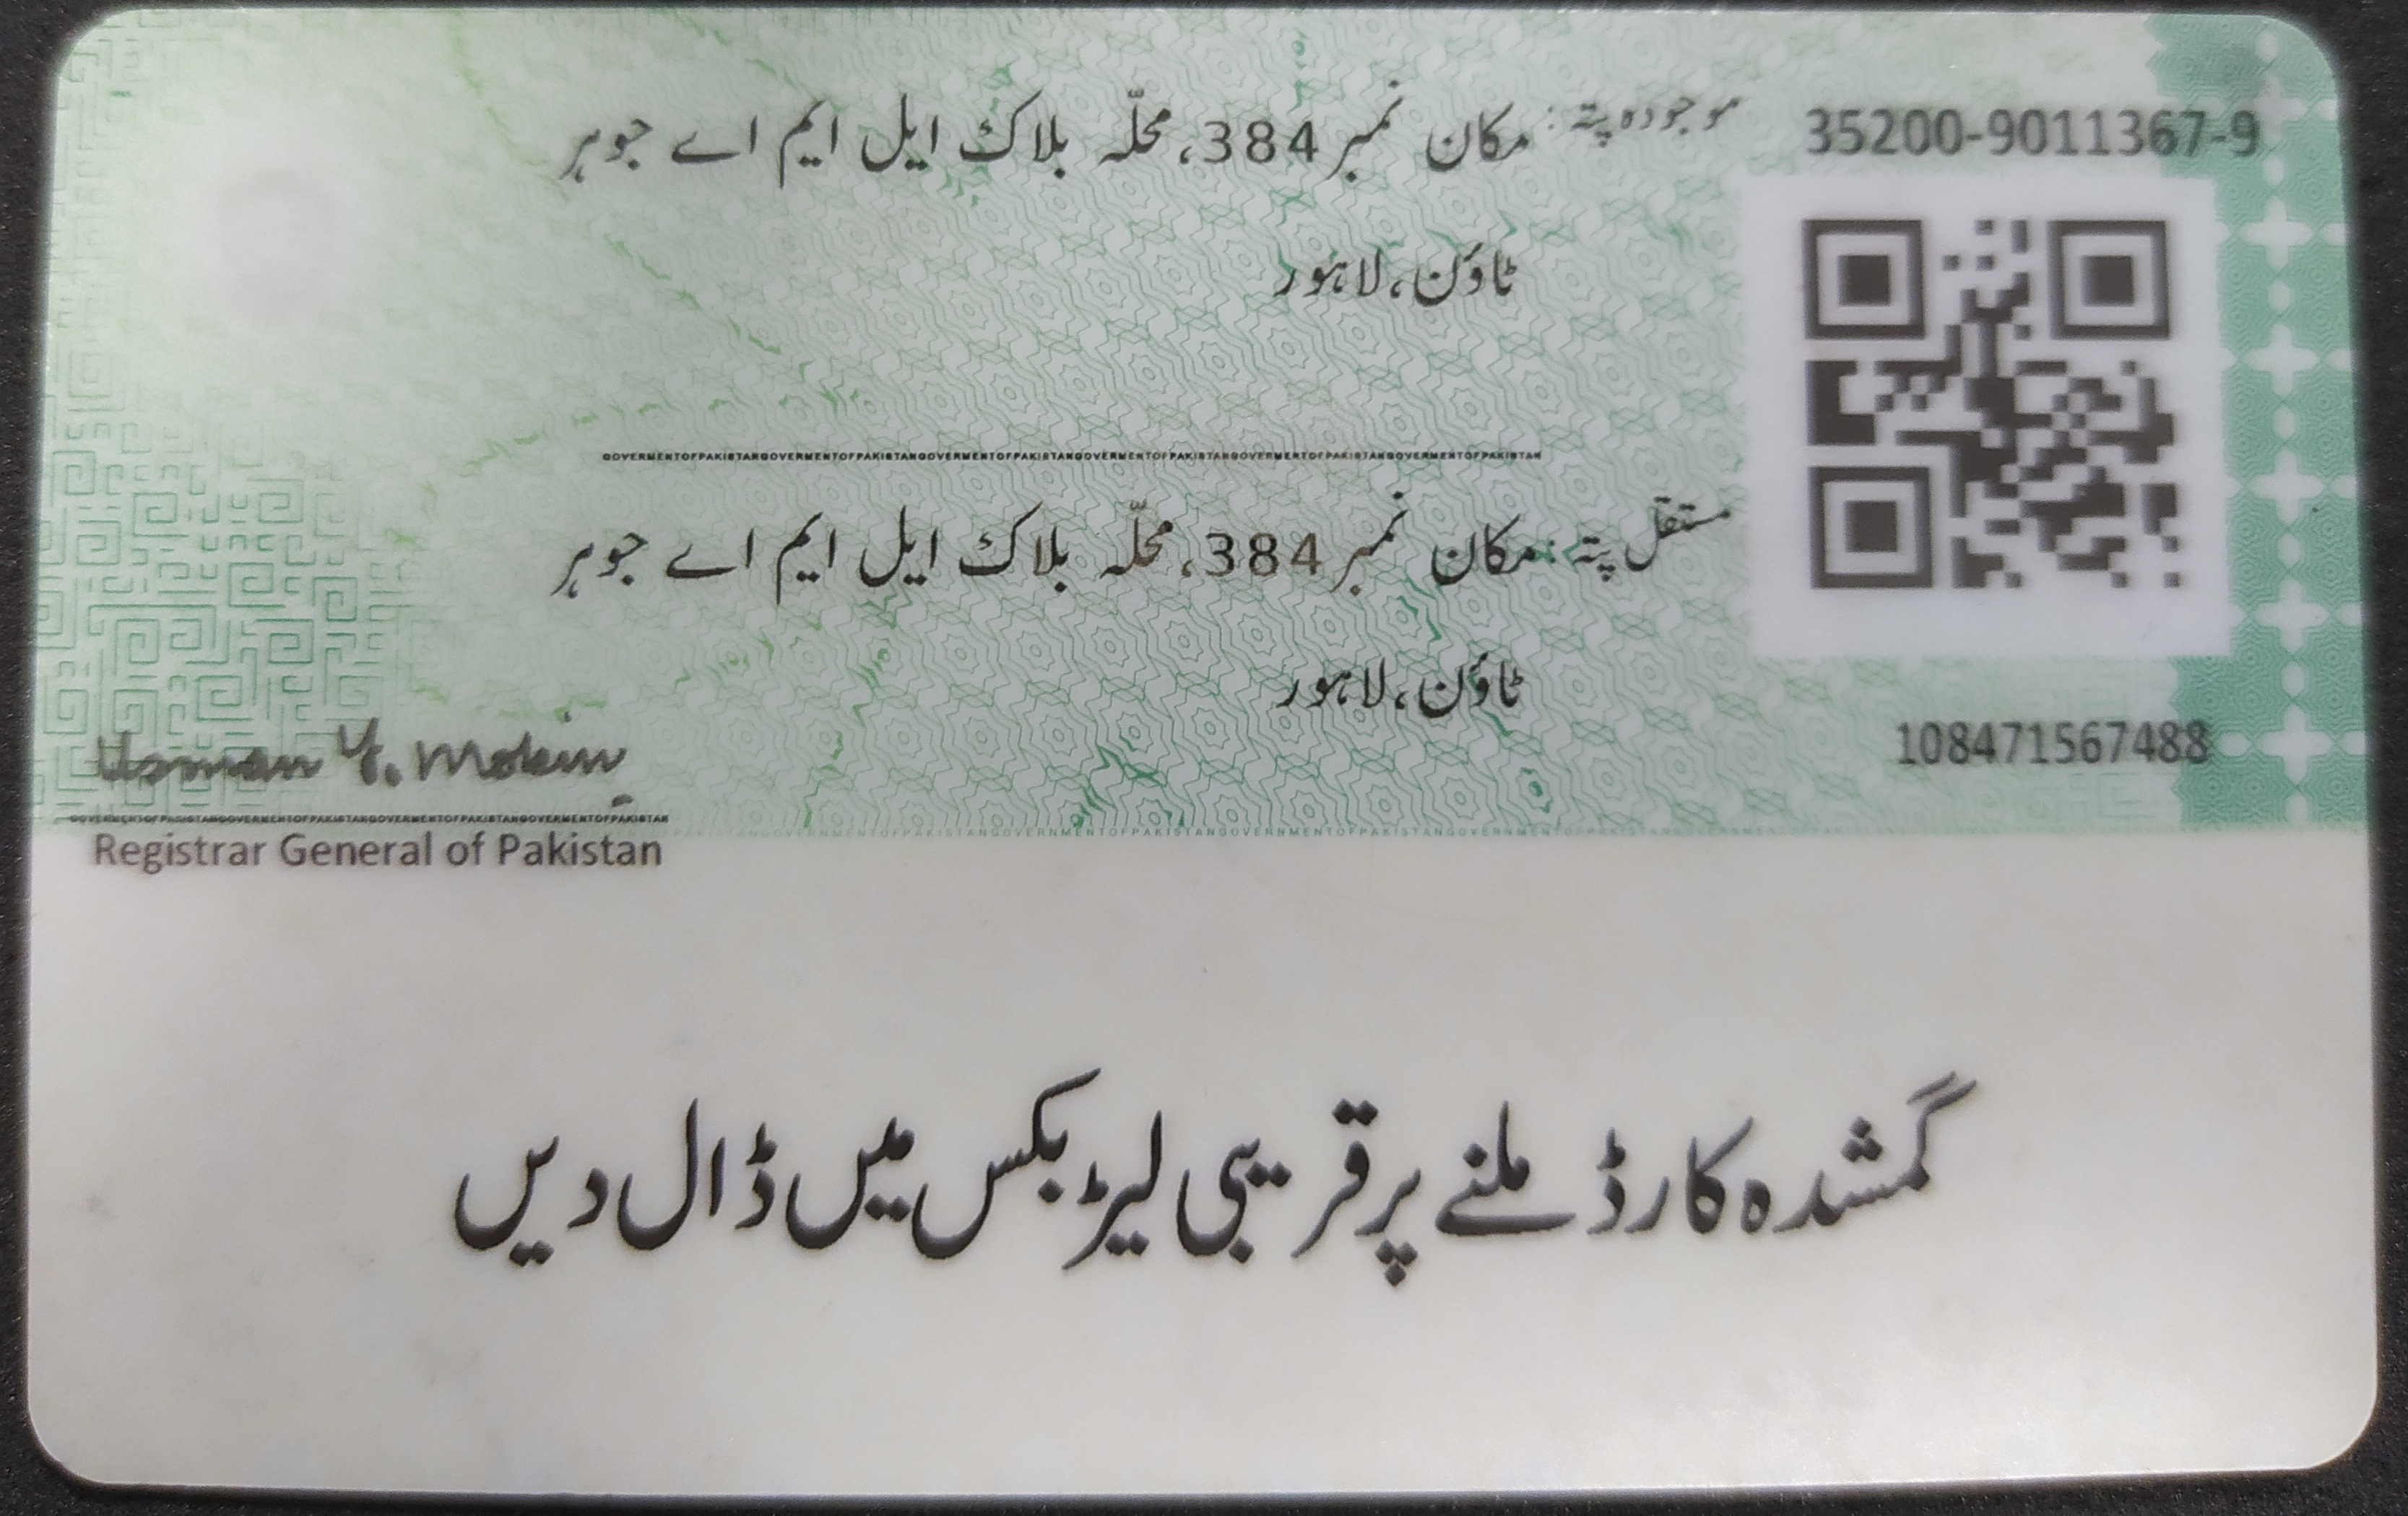 35200-9011367-9
موجودہ پتہ: مکان نمبر 384، محلّہ بلاک ایل ایم اے جوہر
ٹاؤن، لاہور
GOVERMENTOFPAKISTANGOVERMENTOFPAKISTANGOVERMENTOFPAKISTANGOVERMENTOFPAKISTANGOVERMENTOFPAKISTANGOVERMENTOFPAKISTAN
مستقل پتہ: مکان نمبر 384، محلّہ بلاک ایل ایم اے جوہر
ٹاؤن، لاہور
108471567488
Usman Y. Mobin
GOVERMENTOFPAKISTANGOVERMENTOFPAKISTANGOVERMENTOFPAKISTANGOVERMENTOFPAKISTAN
GOVERNMENTOFPAKISTANGOVERNMENTOFPAKISTANGOVERNMENTOFPAKISTAN
Registrar General of Pakistan
گمشدہ کارڈ ملنے پر قریبی لیٹر بکس میں ڈال دیں